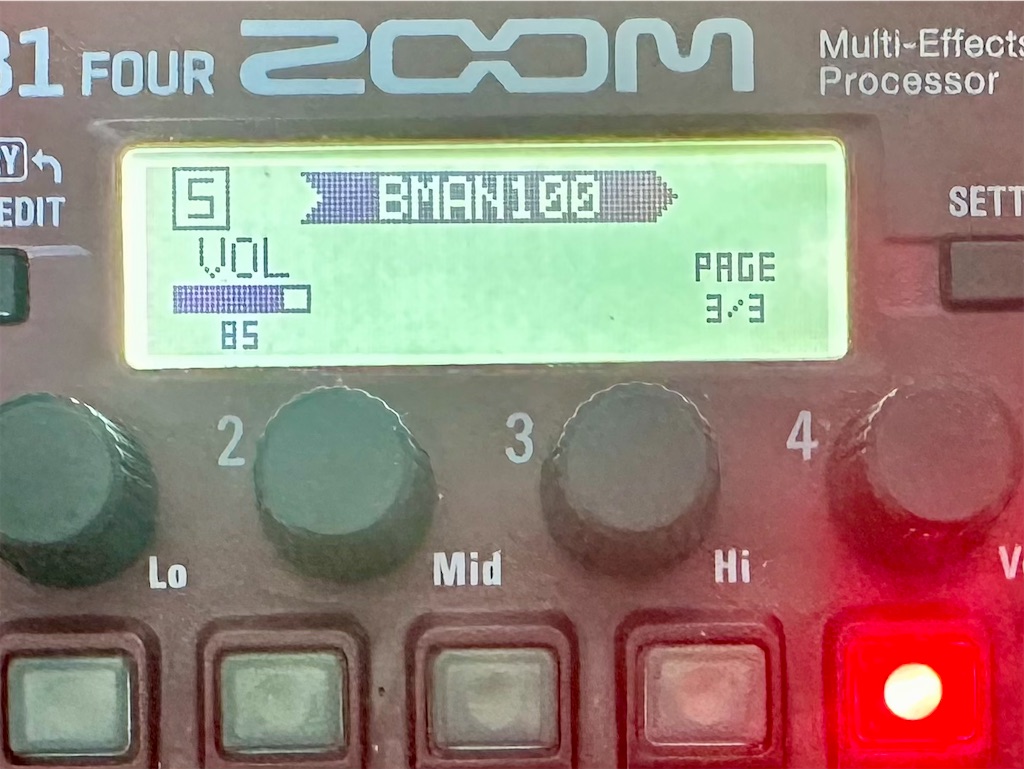 B1 FOUR ZOOM Multi-Effects
Processor
EDIT
SETT
5 BMAN100
VOL
85
PAGE
3/3
2 3 4
Lo Mid Hi